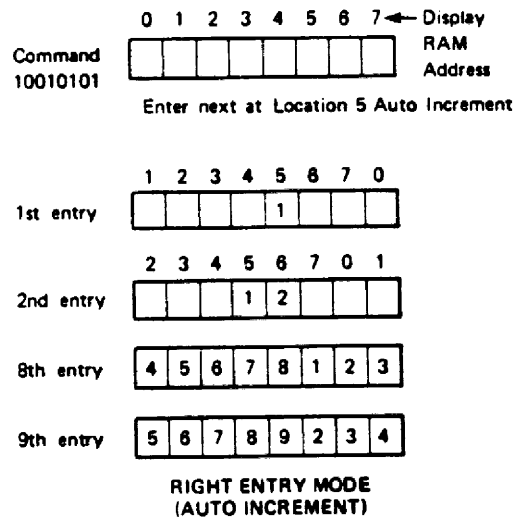 0 1 2 3 4 5 6 7 Display
RAM
Address
Command
10010101
Enter next at Location 5 Auto Increment
1 2 3 4 5 6 7 0
1st entry 1
2 3 4 5 6 7 0 1
2nd entry 1 2
8th entry 4 5 6 7 8 1 2 3
9th entry 5 6 7 8 9 2 3 4
RIGHT ENTRY MODE
(AUTO INCREMENT)